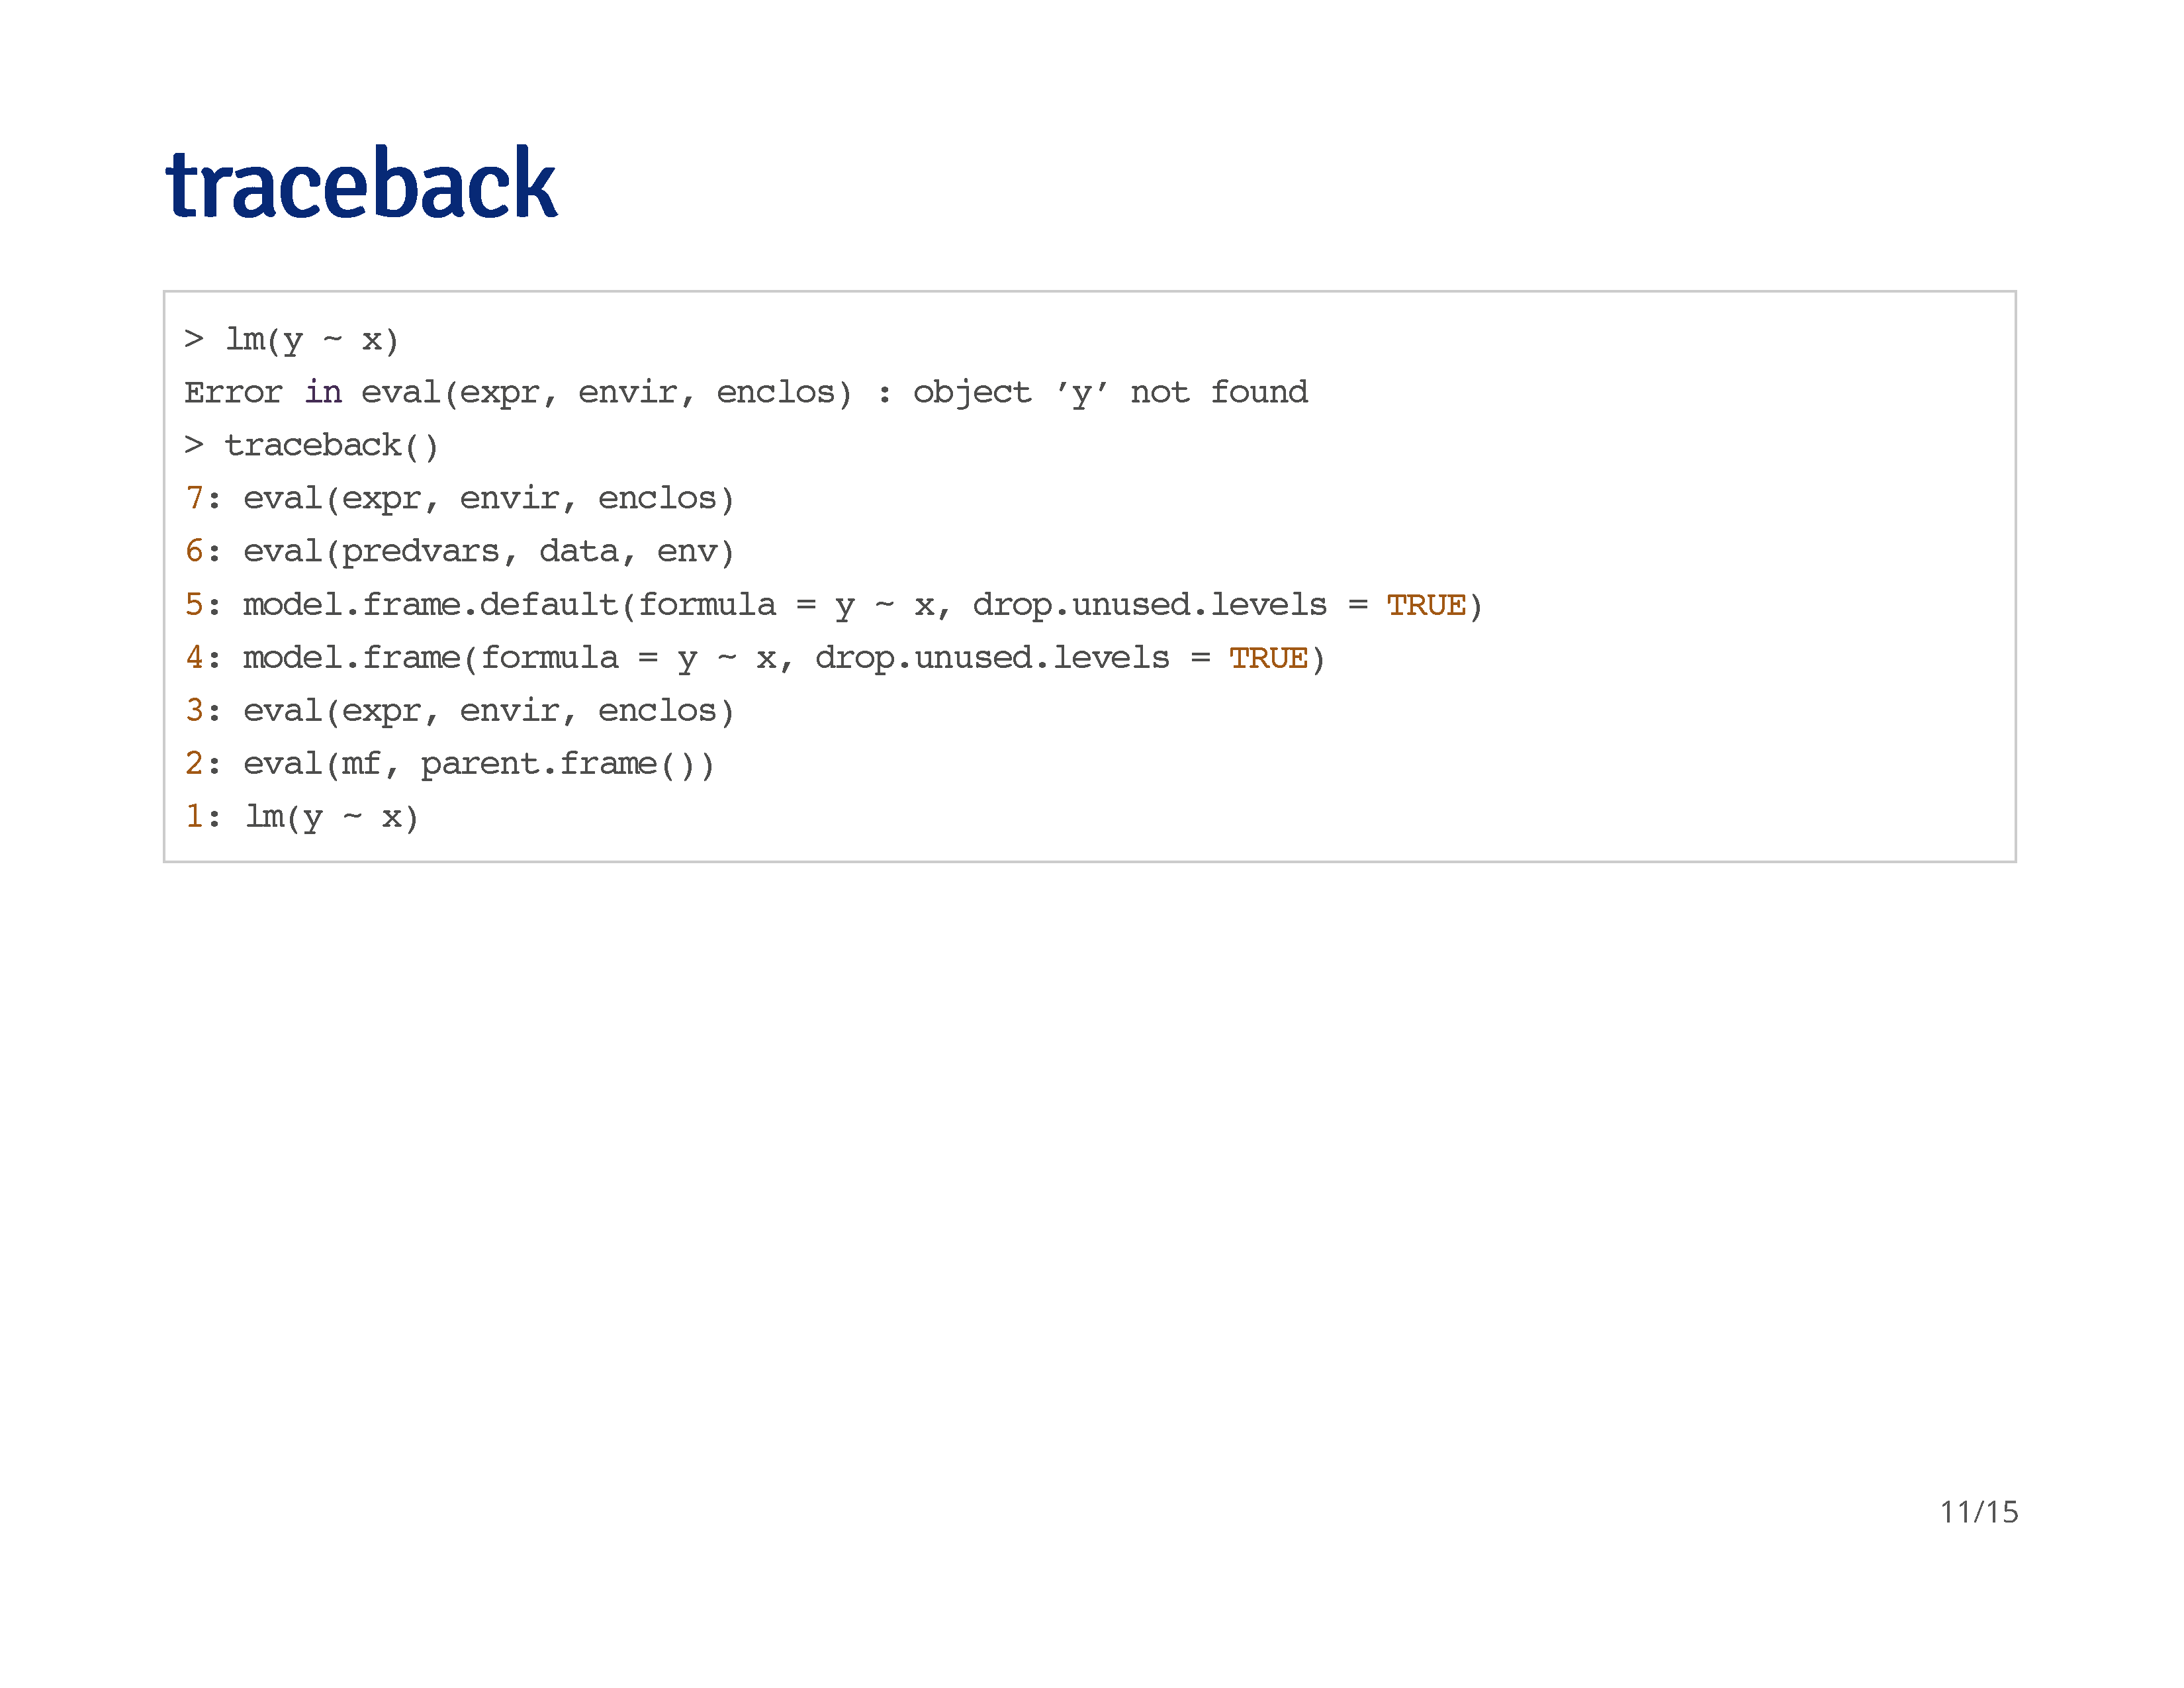 traceback
> lm(y ~ x)
Error in eval(expr, envir, enclos) : object ’y’ not found
> traceback()
7: eval(expr, envir, enclos)
6: eval(predvars, data, env)
5: model.frame.default(formula = y ~ x, drop.unused.levels = TRUE)
4: model.frame(formula = y ~ x, drop.unused.levels = TRUE)
3: eval(expr, envir, enclos)
2: eval(mf, parent.frame())
1: lm(y ~ x)
11/15